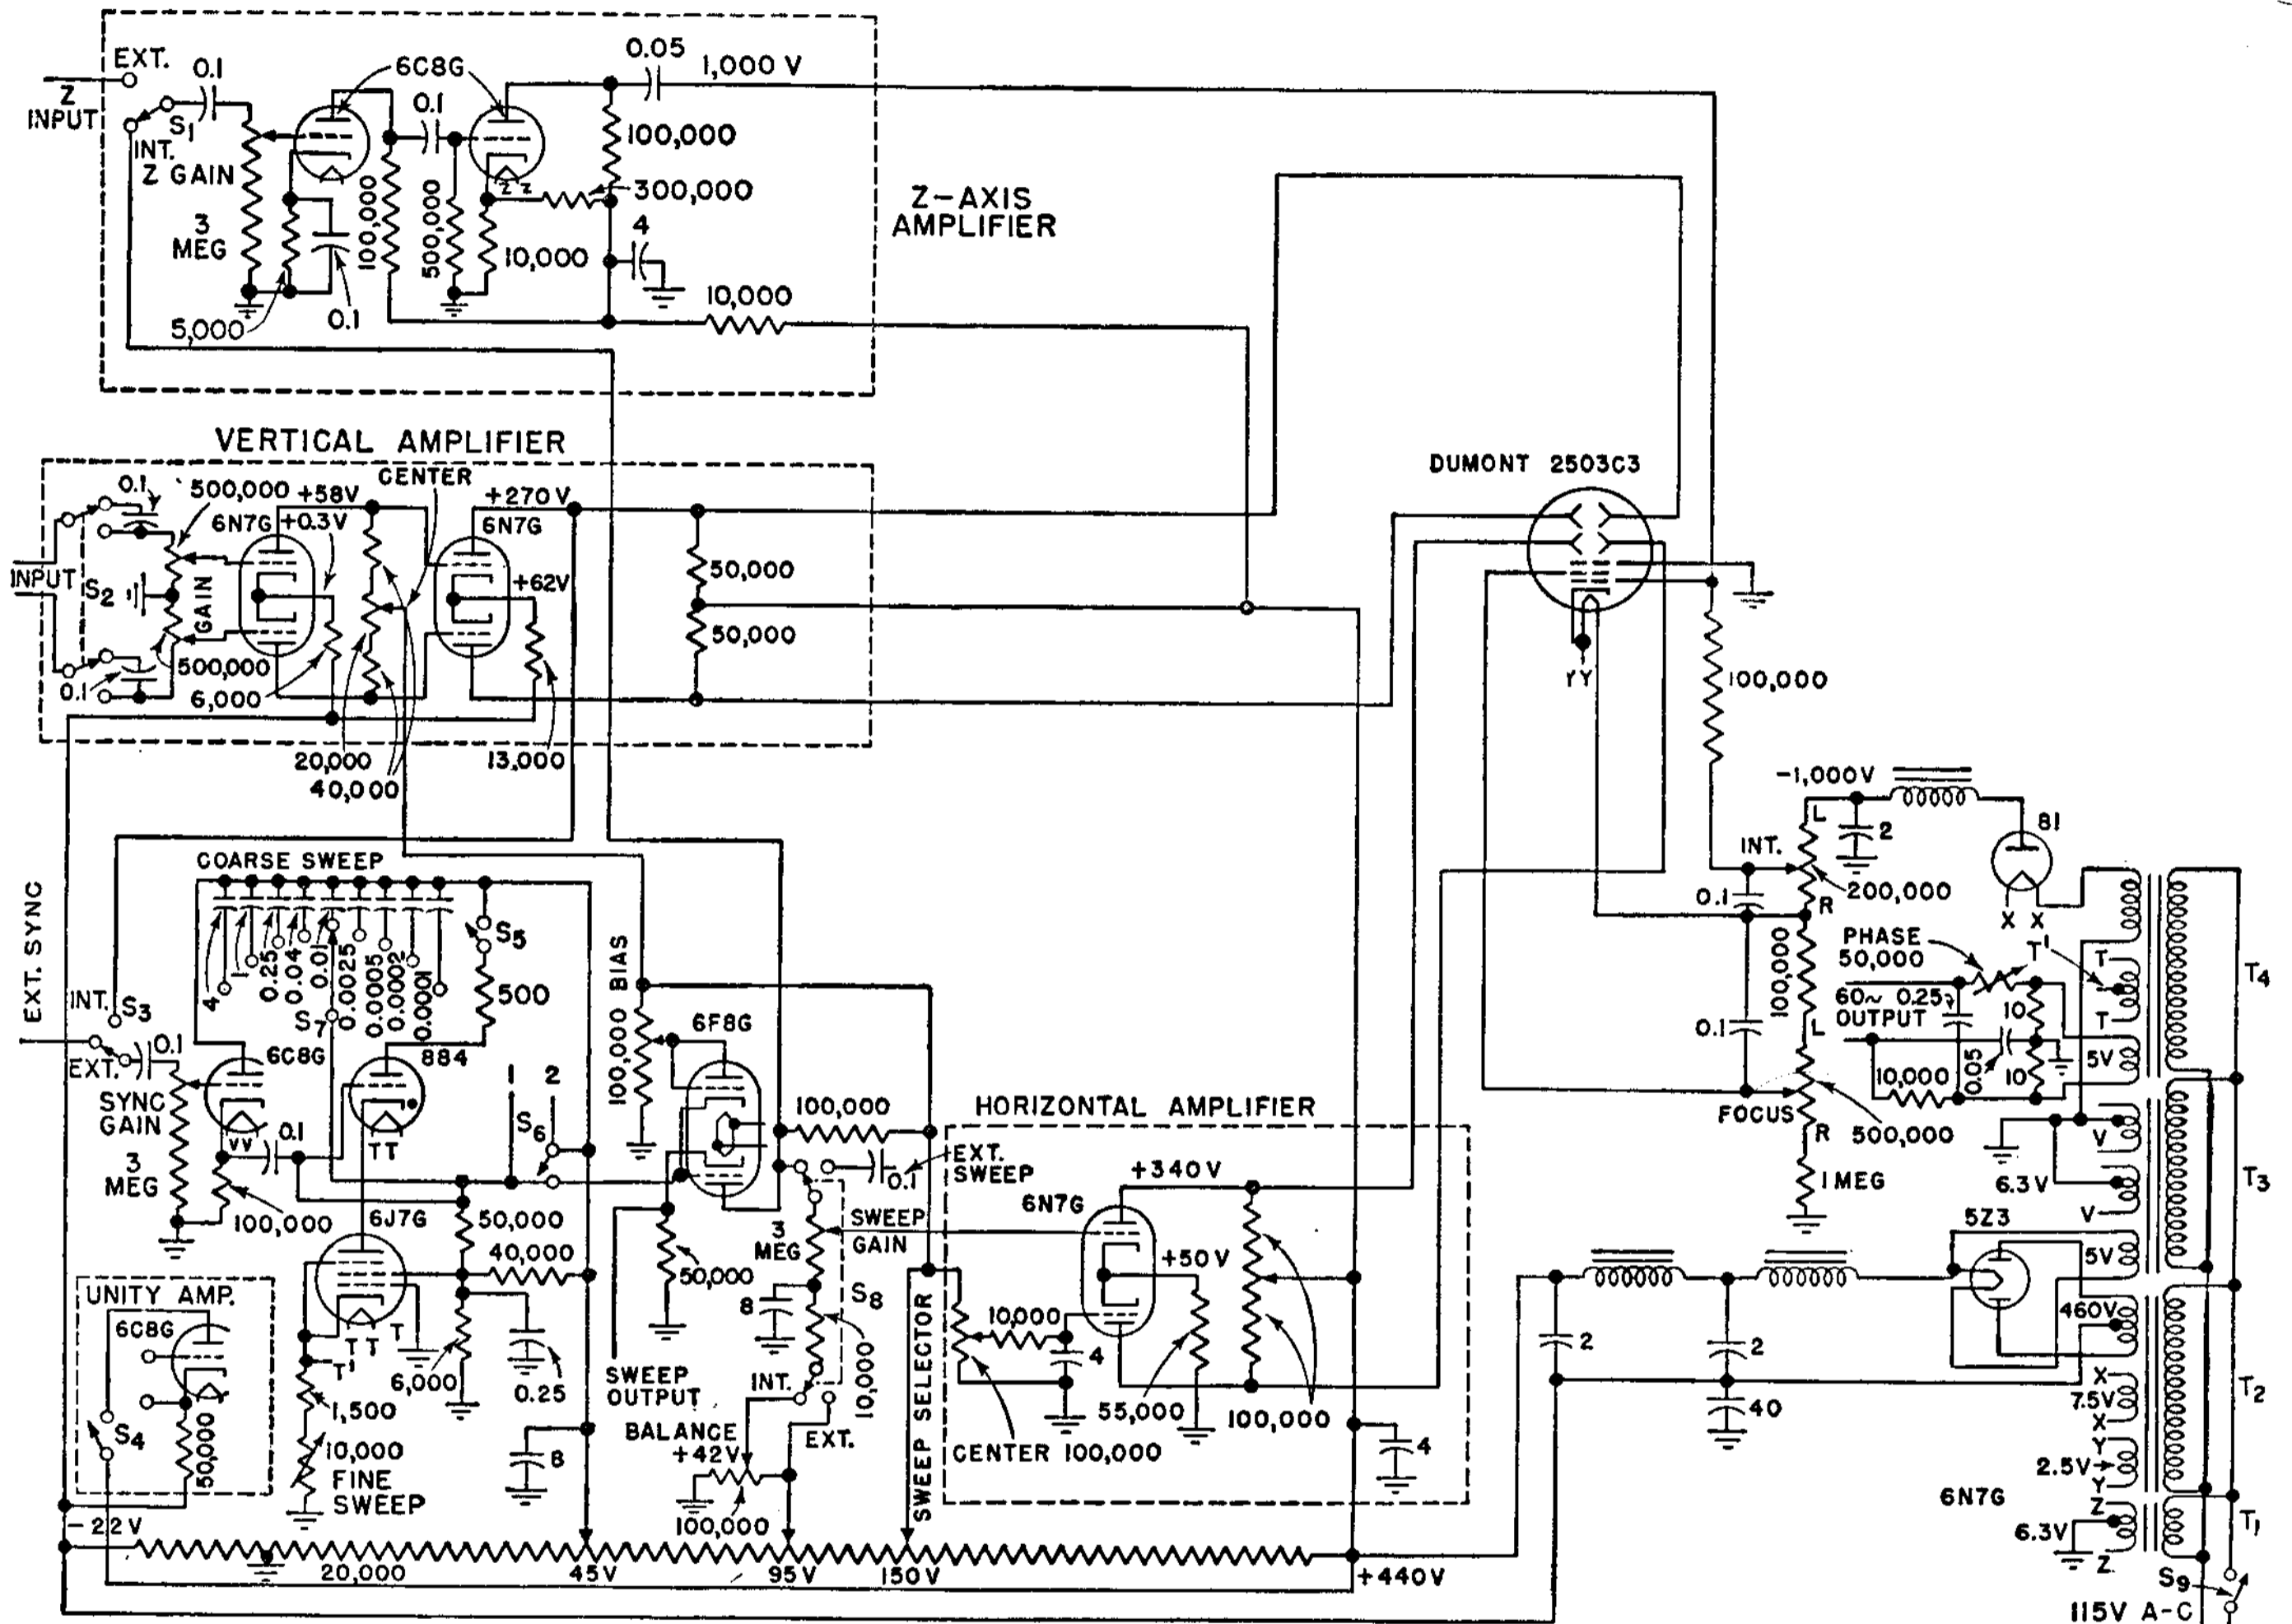 EXT.
Z
INPUT
0.1
S1
INT.
Z GAIN
3
MEG
5,000
0.1
6C8G
0.1
100,000
500,000
Z Z
10,000
0.05
1,000 V
100,000
300,000
4
10,000
Z-AXIS
AMPLIFIER
VERTICAL AMPLIFIER
CENTER
0.1
500,000
+58V
6N7G
+0.3V
+270 V
6N7G
INPUT
S2
GAIN
+62V
50,000
50,000
0.1
500,000
6,000
20,000
40,000
13,000
DUMONT 2503C3
YY
100,000
-1,000V
L
2
81
INT.
200,000
0.1
R
X X
PHASE
50,000
T'
T
T4
60~
OUTPUT
0.25
10
T
100,000
0.1
L
5V
0.05
10
10,000
FOCUS
R
500,000
V
1 MEG
6.3V
V
T3
5Z3
5V
460V
2
2
40
X
7.5V
X
T2
Y
2.5V
Y
6N7G
Z
6.3V
Z
T1
S9
115V A-C
COARSE SWEEP
EXT. SYNC
4
1
0.25
0.04
0.01
0.0025
0.0005
0.0002
0.0001
S5
500
INT.
S3
S7
EXT.
0.1
6C8G
884
SYNC
GAIN
3
MEG
VV
0.1
TT
100,000
1 2
S6
100,000 BIAS
6F8G
100,000
6J7G
50,000
40,000
TT
T
T'
6,000
0.25
1,500
10,000
FINE
SWEEP
UNITY AMP.
6C8G
S4
50,000
8
50,000
SWEEP
OUTPUT
EXT.
SWEEP
0.1
3
MEG
SWEEP
GAIN
8
S8
10,000
INT.
EXT.
BALANCE
+42V
100,000
SWEEP SELECTOR
HORIZONTAL AMPLIFIER
+340V
6N7G
+50V
10,000
4
55,000
100,000
CENTER 100,000
4
-22V
20,000
45V
95V
150V
+440V